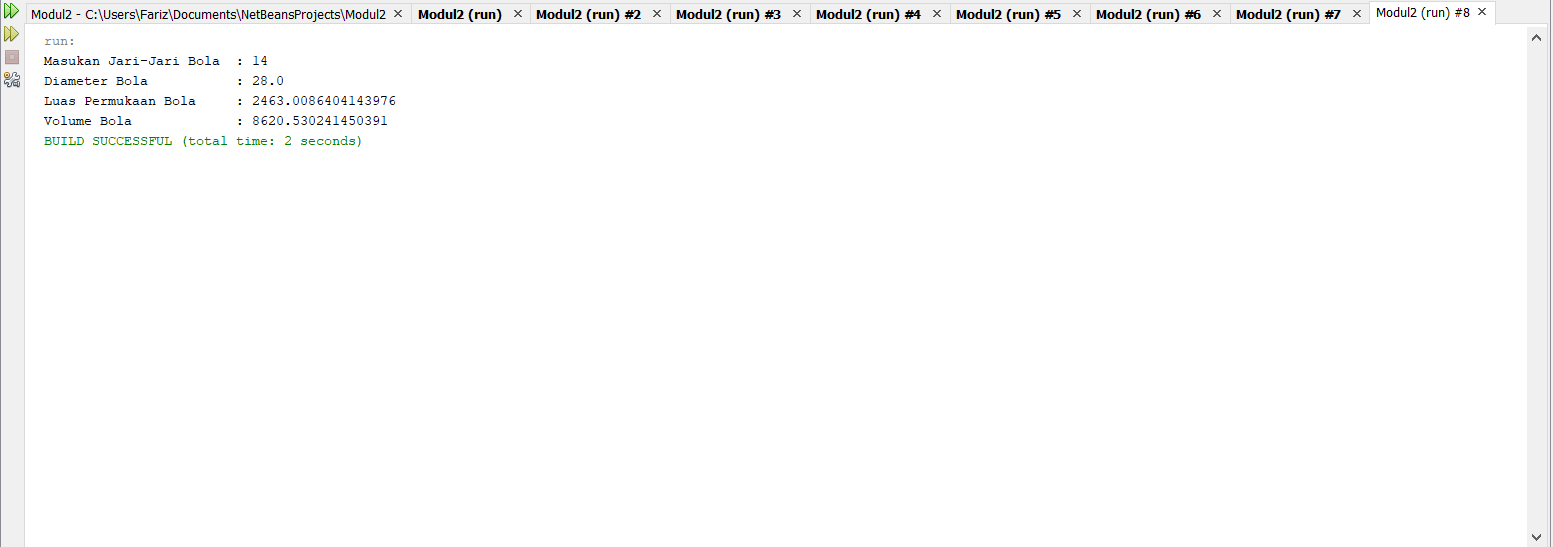 Modul2 - C:\Users\Fariz\Documents\NetBeansProjects\Modul2 Modul2 (run) Modul2 (run) #2 Modul2 (run) #3 Modul2 (run) #4 Modul2 (run) #5 Modul2 (run) #6 Modul2 (run) #7 Modul2 (run) #8
run:
Masukan Jari-Jari Bola : 14
Diameter Bola : 28.0
Luas Permukaan Bola : 2463.0086404143976
Volume Bola : 8620.530241450391
BUILD SUCCESSFUL (total time: 2 seconds)